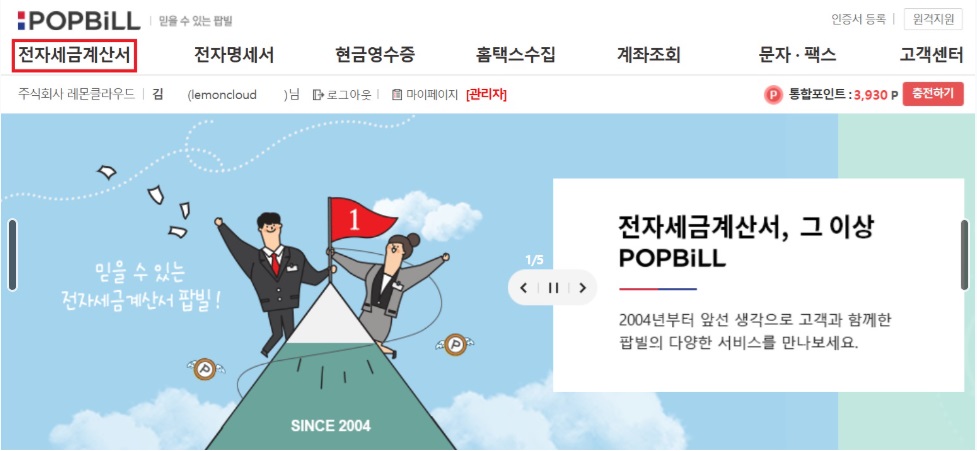 POPBiLL 믿을 수 있는 팝빌 인증서 등록 원격지원
전자세금계산서 전자명세서 현금영수증 홈택스수집 계좌조회 문자 · 팩스 고객센터
주식회사 레몬클라우드 김 (lemoncloud )님 로그아웃 마이페이지 [관리자] P 통합포인트 : 3,930 P 충전하기
1
전자세금계산서, 그 이상
POPBiLL
1/5
믿을 수 있는
전자세금계산서 팝빌!
2004년부터 앞선 생각으로 고객과 함께한
팝빌의 다양한 서비스를 만나보세요.
P
P
SINCE 2004